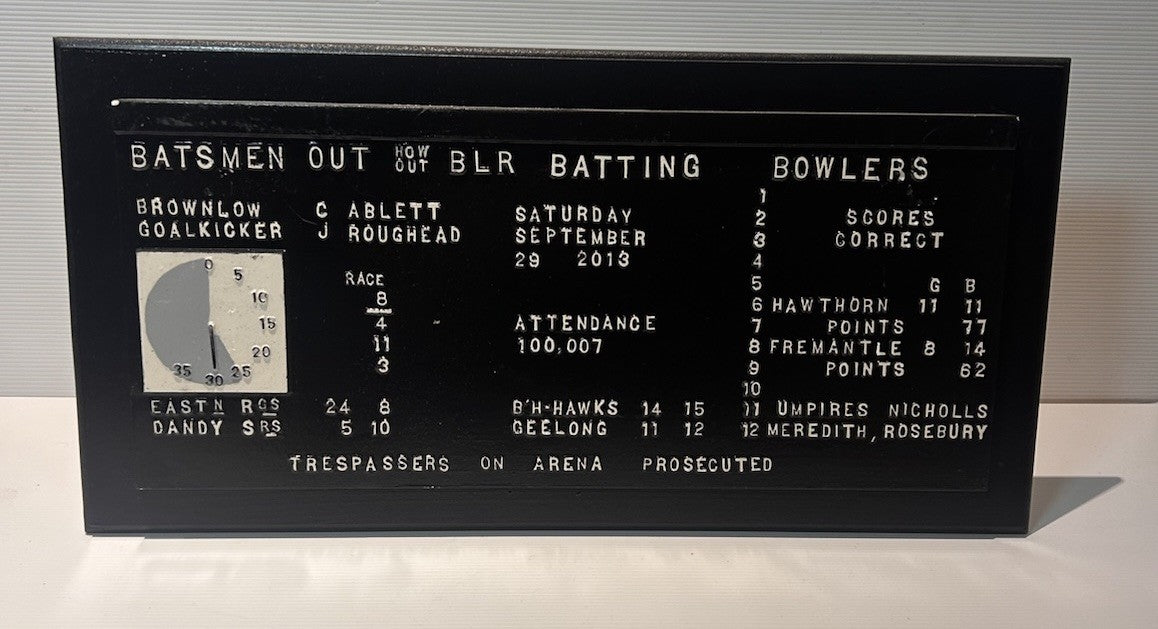 BATSMEN OUT HOW OUT BLR BATTING BOWLERS
BROWNLOW C ABLETT
GOALKICKER J ROUGHEAD
0
5
10
15
20
25
30
35
RACE
8
4
11
3
SATURDAY
SEPTEMBER
29 2013
ATTENDANCE
100,007
1
2 SCORES
3 CORRECT
4
5 G B
6 HAWTHORN 11 11
7 POINTS 77
8 FREMANTLE 8 14
9 POINTS 62
10
11 UMPIRES NICHOLLS
12 MEREDITH, ROSEBURY
EASTN RGS 24 8
DANDY SRS 5 10
B'H-HAWKS 14 15
GEELONG 11 12
TRESPASSERS ON ARENA PROSECUTED